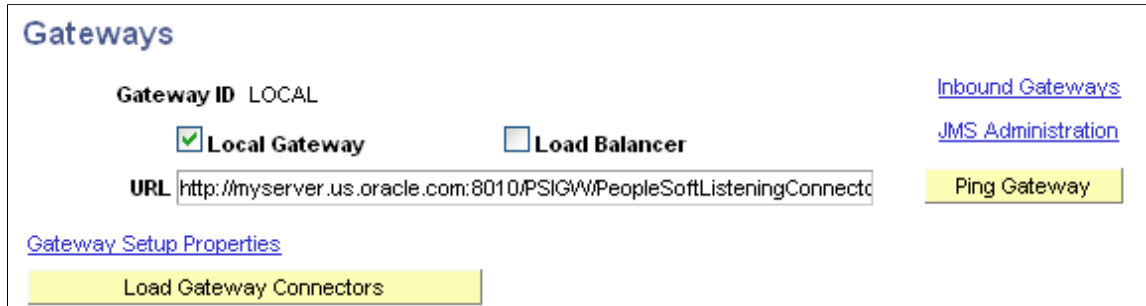 Gateways
Gateway ID LOCAL
Inbound Gateways
Local Gateway Load Balancer
JMS Administration
URL http://myserver.us.oracle.com:8010/PSIGW/PeopleSoftListeningConnecto
Ping Gateway
Gateway Setup Properties
Load Gateway Connectors